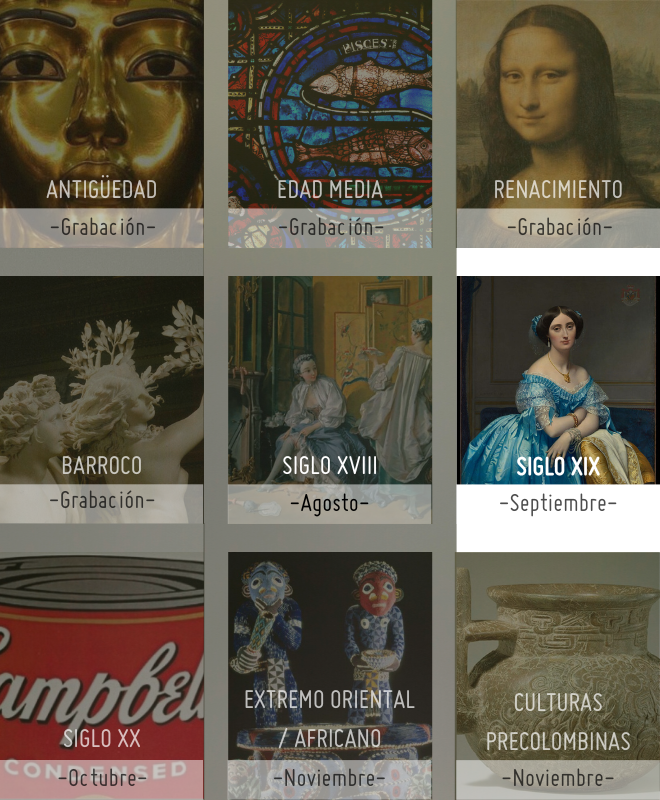 PISCES
ANTIGÜEDAD
-Grabación-
EDAD MEDIA
-Grabación-
RENACIMIENTO
-Grabación-
BARROCO
-Grabación-
SIGLO XVIII
-Agosto-
SIGLO XIX
-Septiembre-
Campbell
CONDENSED
SIGLO XX
-Octubre-
EXTREMO ORIENTAL
/ AFRICANO
-Noviembre-
CULTURAS
PRECOLOMBINAS
-Noviembre-